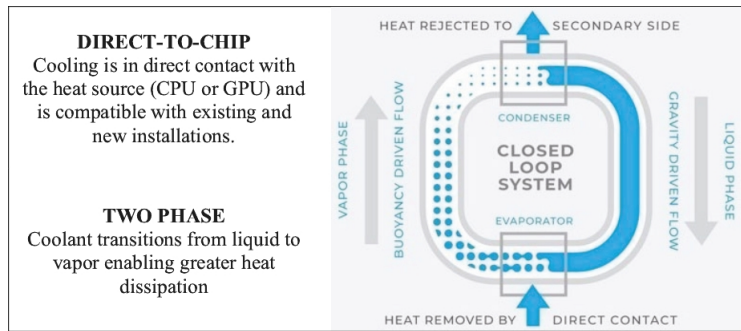 DIRECT-TO-CHIP
Cooling is in direct contact with
the heat source (CPU or GPU) and
is compatible with existing and
new installations.
TWO PHASE
Coolant transitions from liquid to
vapor enabling greater heat
dissipation
HEAT REJECTED TO SECONDARY SIDE
VAPOR PHASE
BUOYANCY DRIVEN FLOW
CONDENSER
CLOSED
LOOP
SYSTEM
EVAPORATOR
GRAVITY DRIVEN FLOW
LIQUID PHASE
HEAT REMOVED BY DIRECT CONTACT